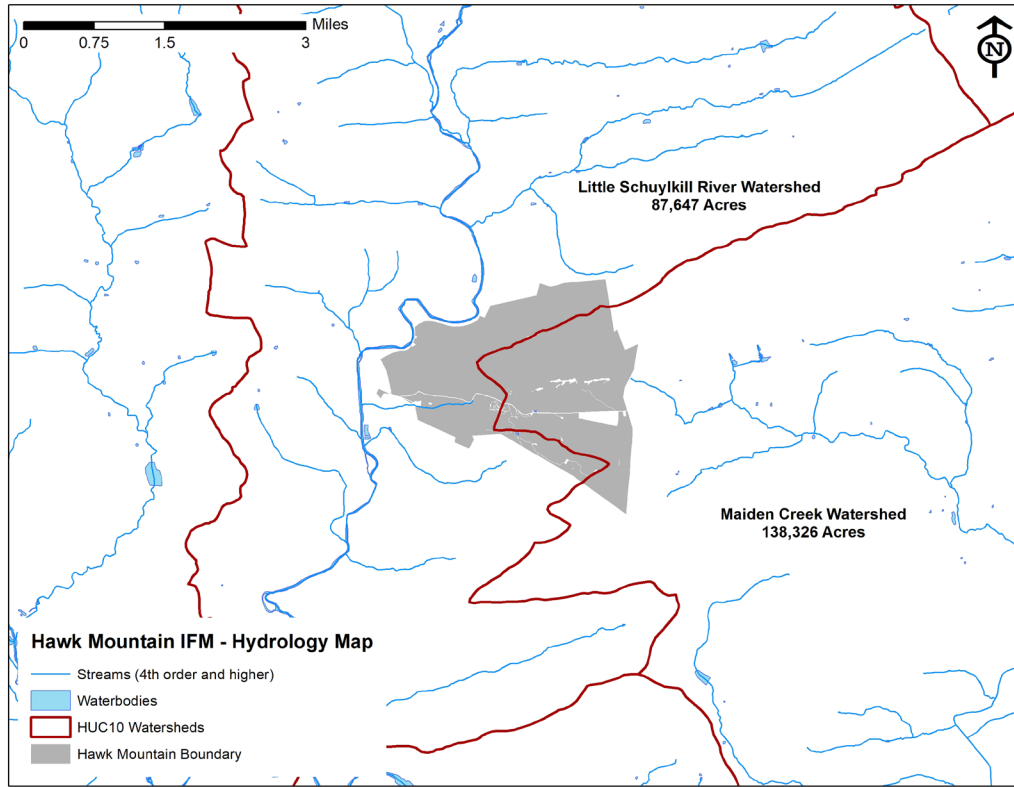 Miles
0 0.75 1.5 3
N
Little Schuylkill River Watershed
87,647 Acres
Maiden Creek Watershed
138,326 Acres
Hawk Mountain IFM - Hydrology Map
Streams (4th order and higher)
Waterbodies
HUC10 Watersheds
Hawk Mountain Boundary